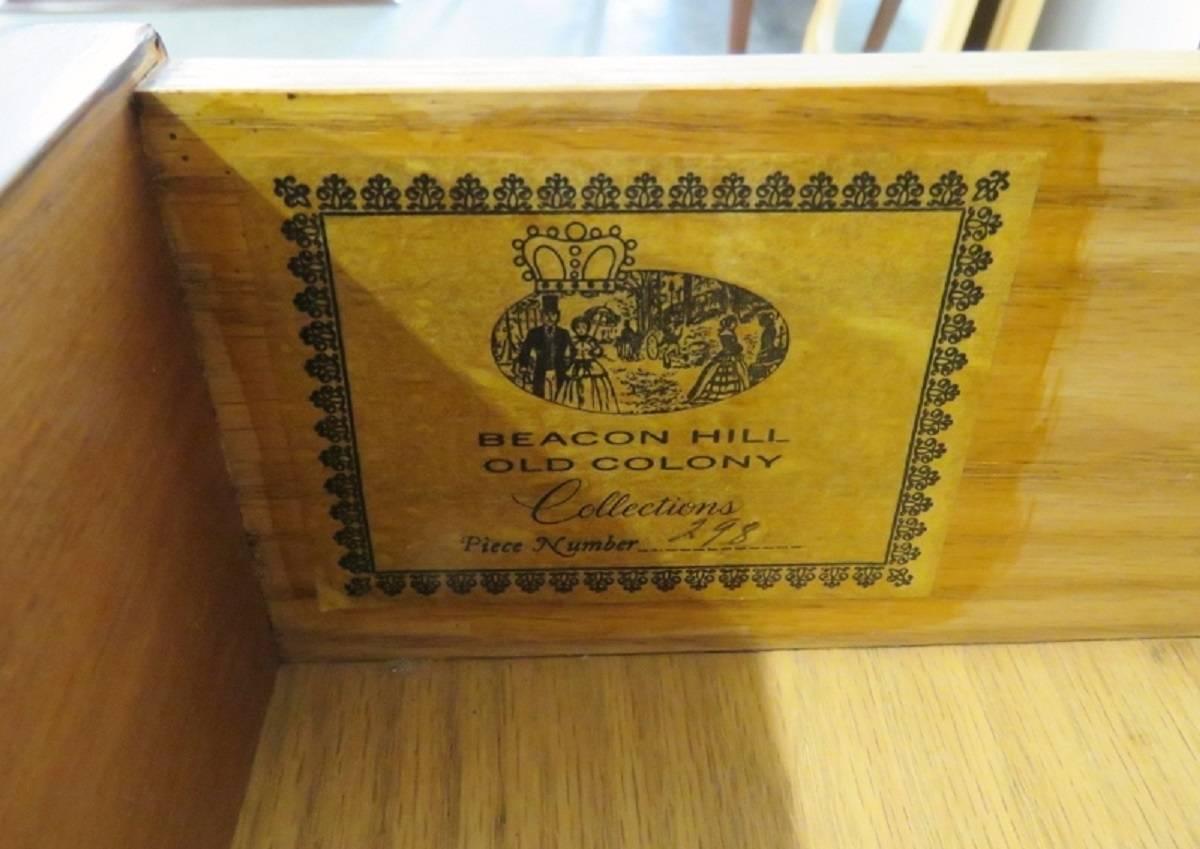 BEACON HILL
OLD COLONY
Collections
Piece Number 298